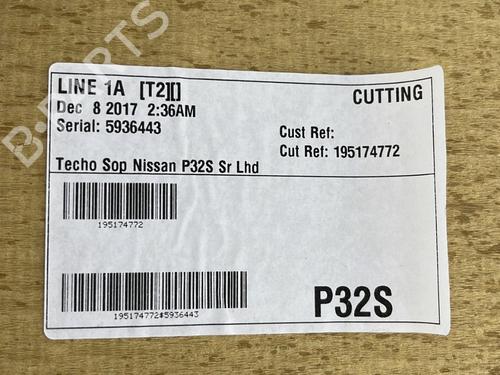 LINE 1A [T2][]
CUTTING
Dec 8 2017 2:36AM
Serial: 5936443
Cust Ref:
Cut Ref: 195174772
Techo Sop Nissan P32S Sr Lhd
195174772
195174772#5936443
P32S
B-PARTS